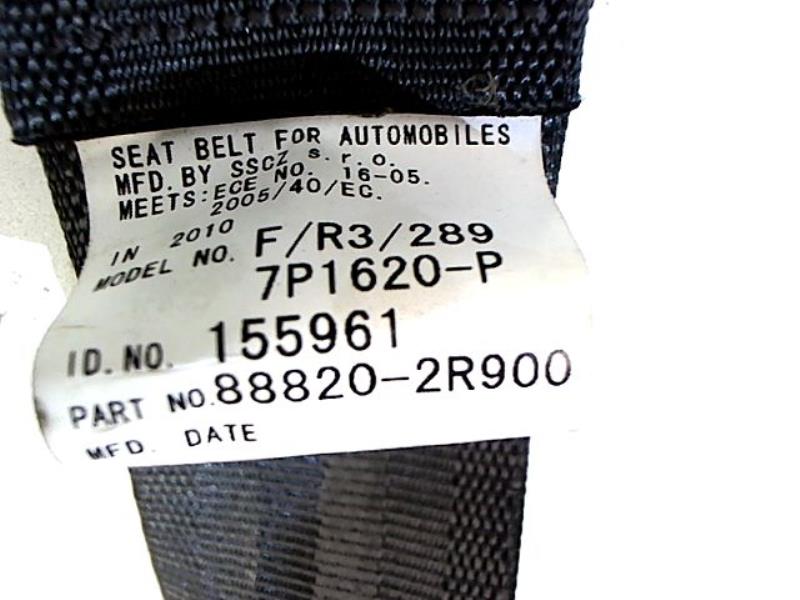 SEAT BELT FOR AUTOMOBILES
MFD. BY SSCZ s. r. o.
MEETS: ECE NO. 16-05.
2005/40/EC.
IN 2010
MODEL NO. F/R3/289
7P1620-P
ID. NO. 155961
PART NO. 88820-2R900
MFD. DATE